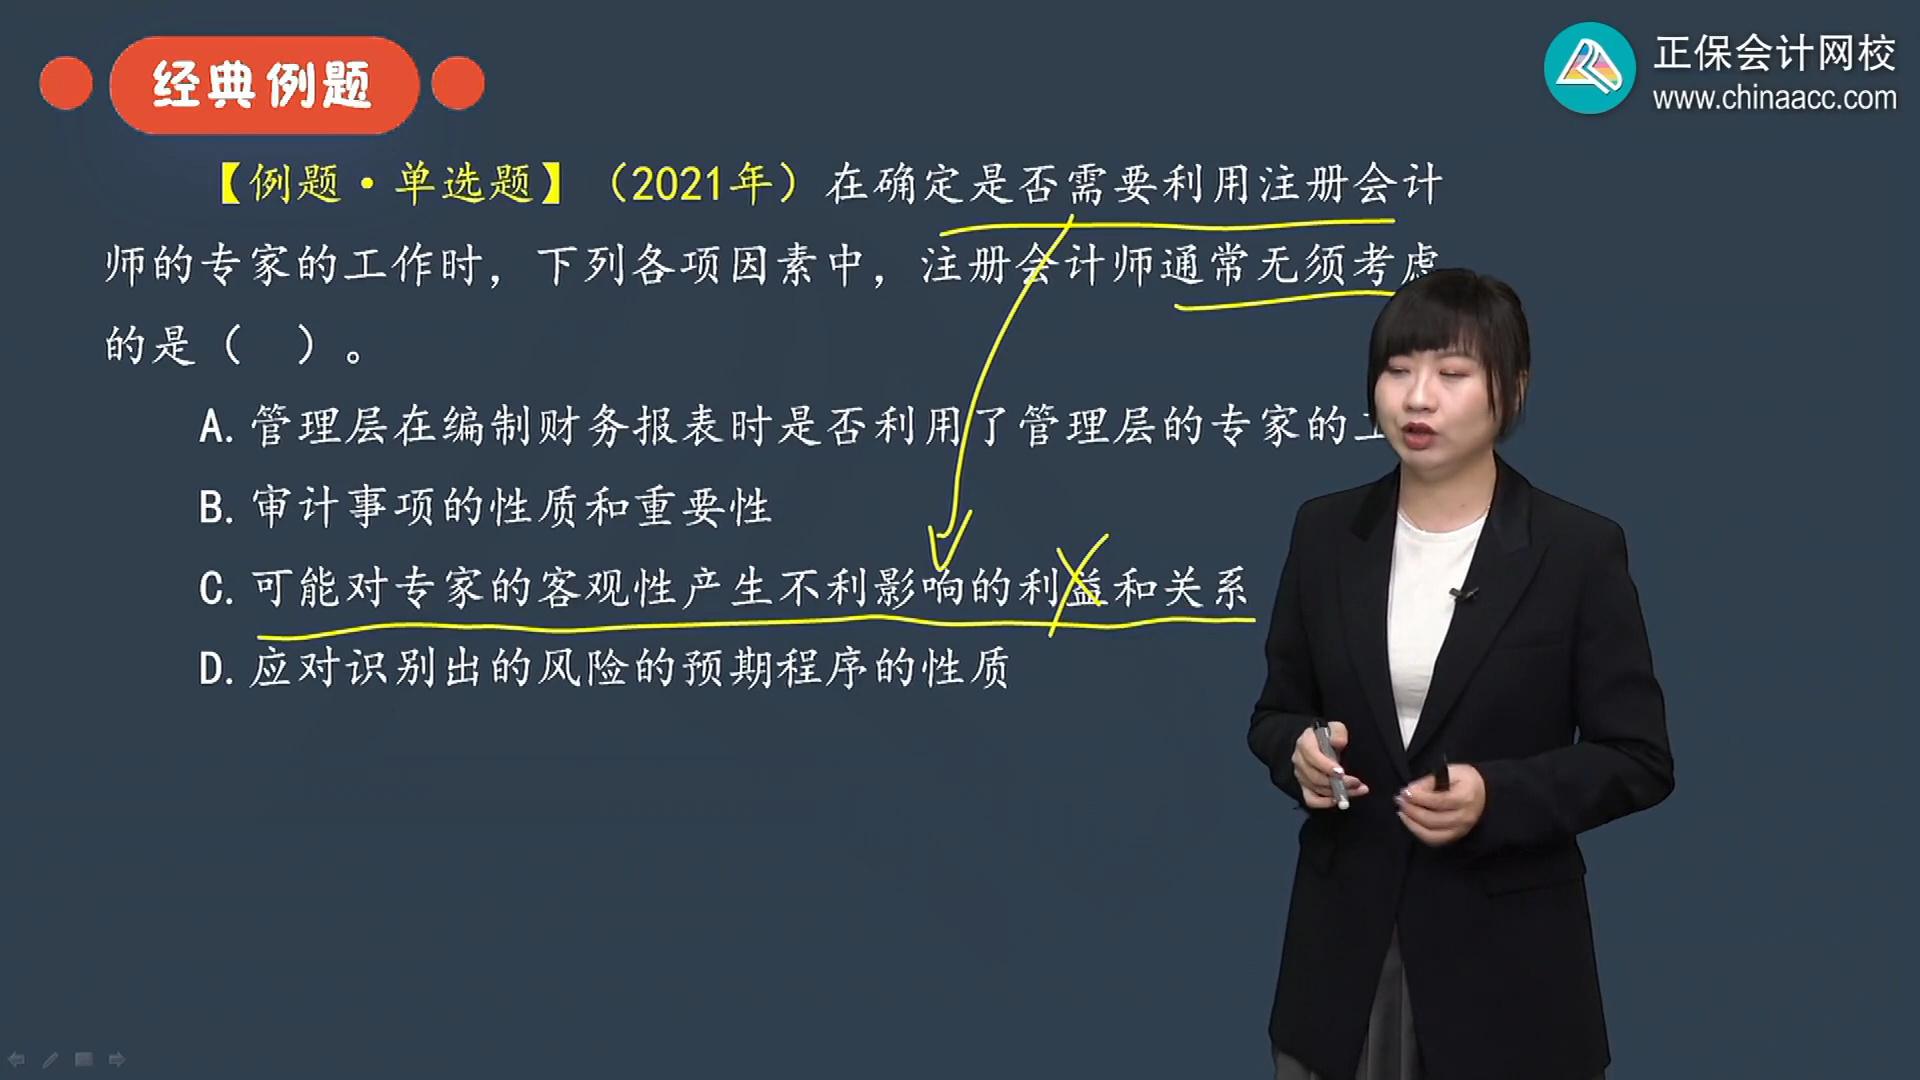 经典例题
正保会计网校
www.chinaacc.com
【例题·单选题】（2021年）在确定是否需要利用注册会计
师的专家的工作时，下列各项因素中，注册会计师通常无须考虑
的是（ ）。
A. 管理层在编制财务报表时是否利用了管理层的专家的工
B. 审计事项的性质和重要性
C. 可能对专家的客观性产生不利影响的利益和关系
D. 应对识别出的风险的预期程序的性质